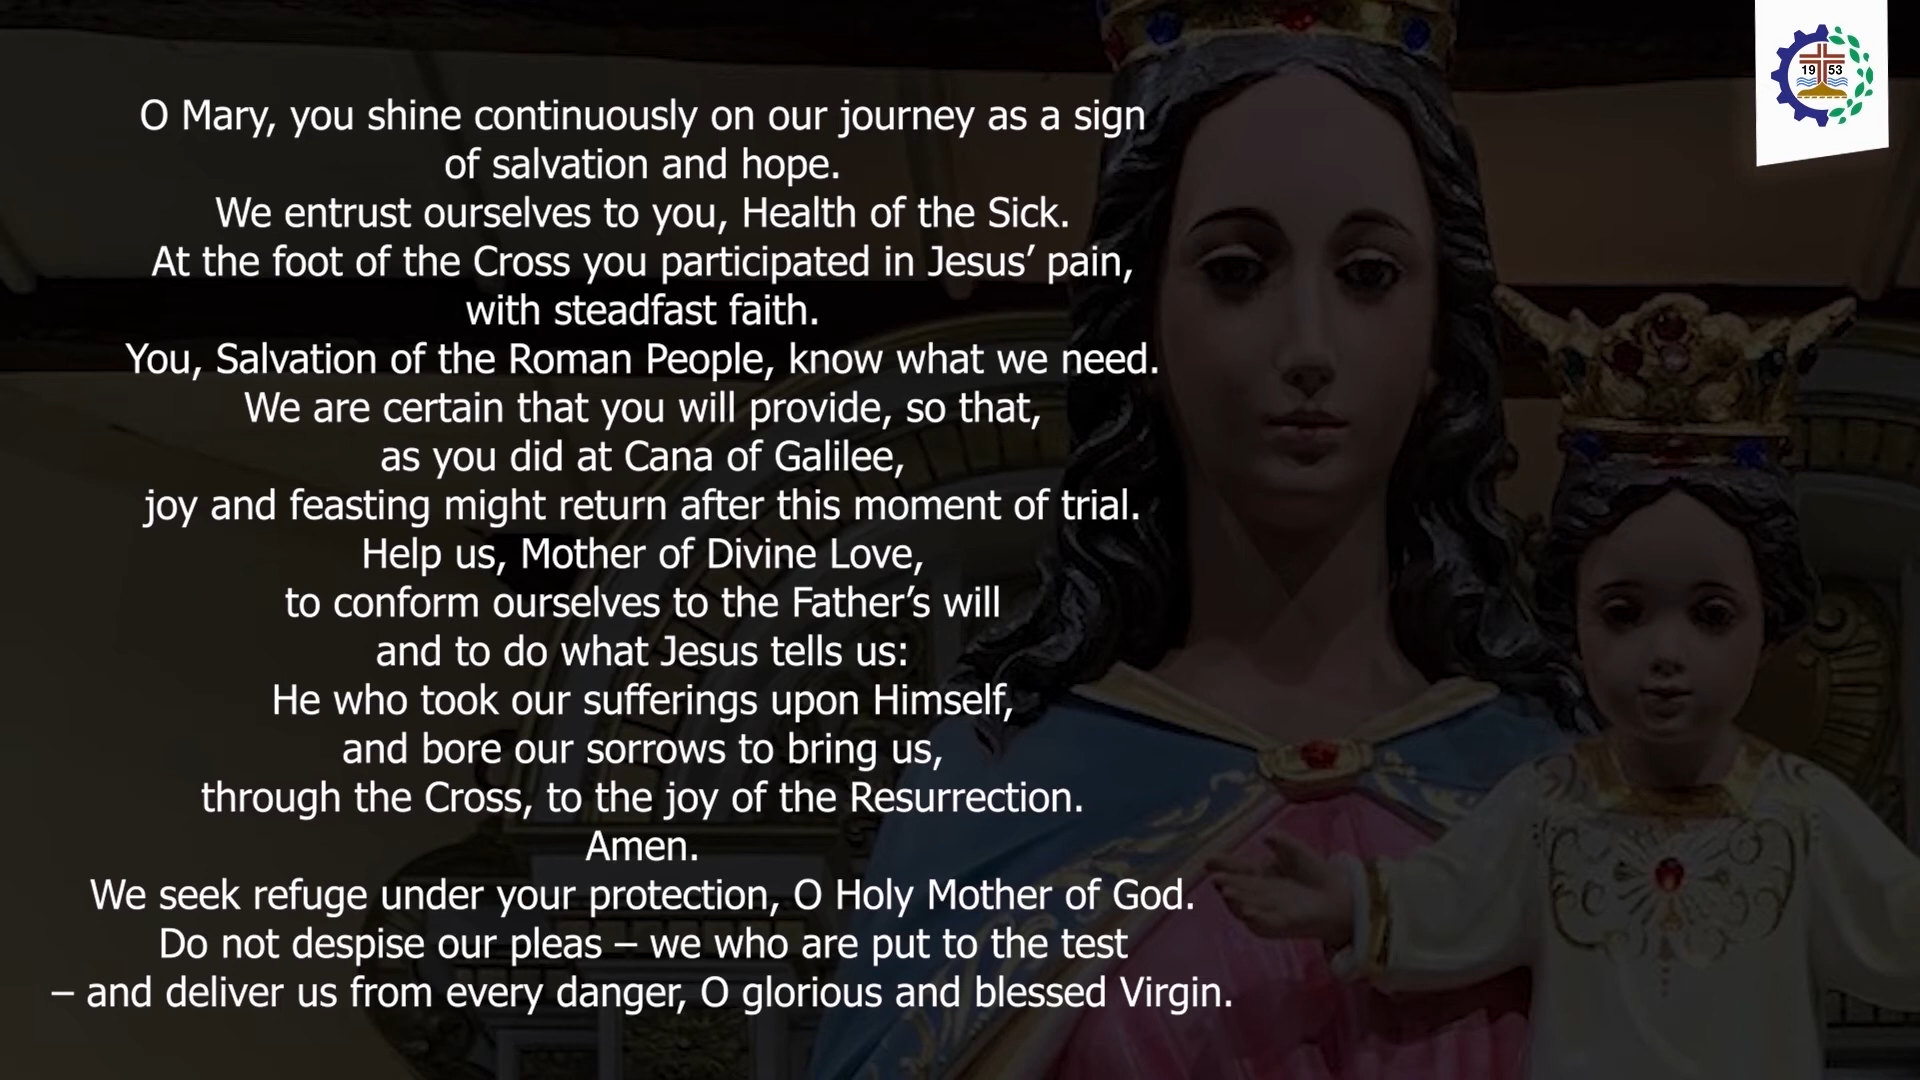 O Mary, you shine continuously on our journey as a sign
of salvation and hope.
We entrust ourselves to you, Health of the Sick.
At the foot of the Cross you participated in Jesus’ pain,
with steadfast faith.
You, Salvation of the Roman People, know what we need.
We are certain that you will provide, so that,
as you did at Cana of Galilee,
joy and feasting might return after this moment of trial.
Help us, Mother of Divine Love,
to conform ourselves to the Father’s will
and to do what Jesus tells us:
He who took our sufferings upon Himself,
and bore our sorrows to bring us,
through the Cross, to the joy of the Resurrection.
Amen.
We seek refuge under your protection, O Holy Mother of God.
Do not despise our pleas – we who are put to the test
– and deliver us from every danger, O glorious and blessed Virgin.
19 53